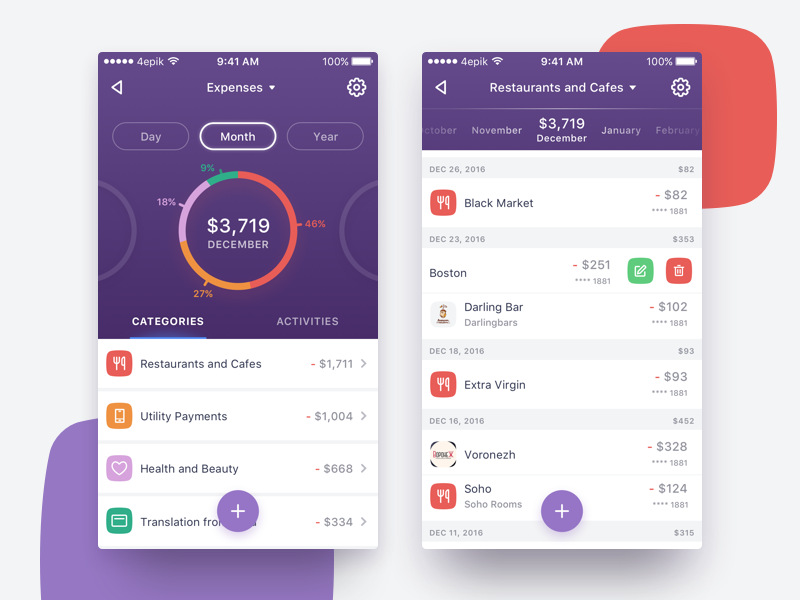 4epik 9:41 AM 100%
Expenses
Day Month Year
9%
18%
46%
27%
$3,719
DECEMBER
CATEGORIES ACTIVITIES
Restaurants and Cafes - $1,711
Utility Payments - $1,004
Health and Beauty - $668
Translation - $334
+
4epik 9:41 AM 100%
Restaurants and Cafes
ctober November $3,719 January February
December
DEC 26, 2016 $82
Black Market - $82
**** 1881
DEC 23, 2016 $353
Boston - $251
**** 1881
Darling Bar - $102
Darlingbars **** 1881
DEC 18, 2016 $93
Extra Virgin - $93
**** 1881
DEC 16, 2016 $452
Voronezh - $328
**** 1881
Soho - $124
Soho Rooms **** 1881
+
DEC 11, 2016 $315